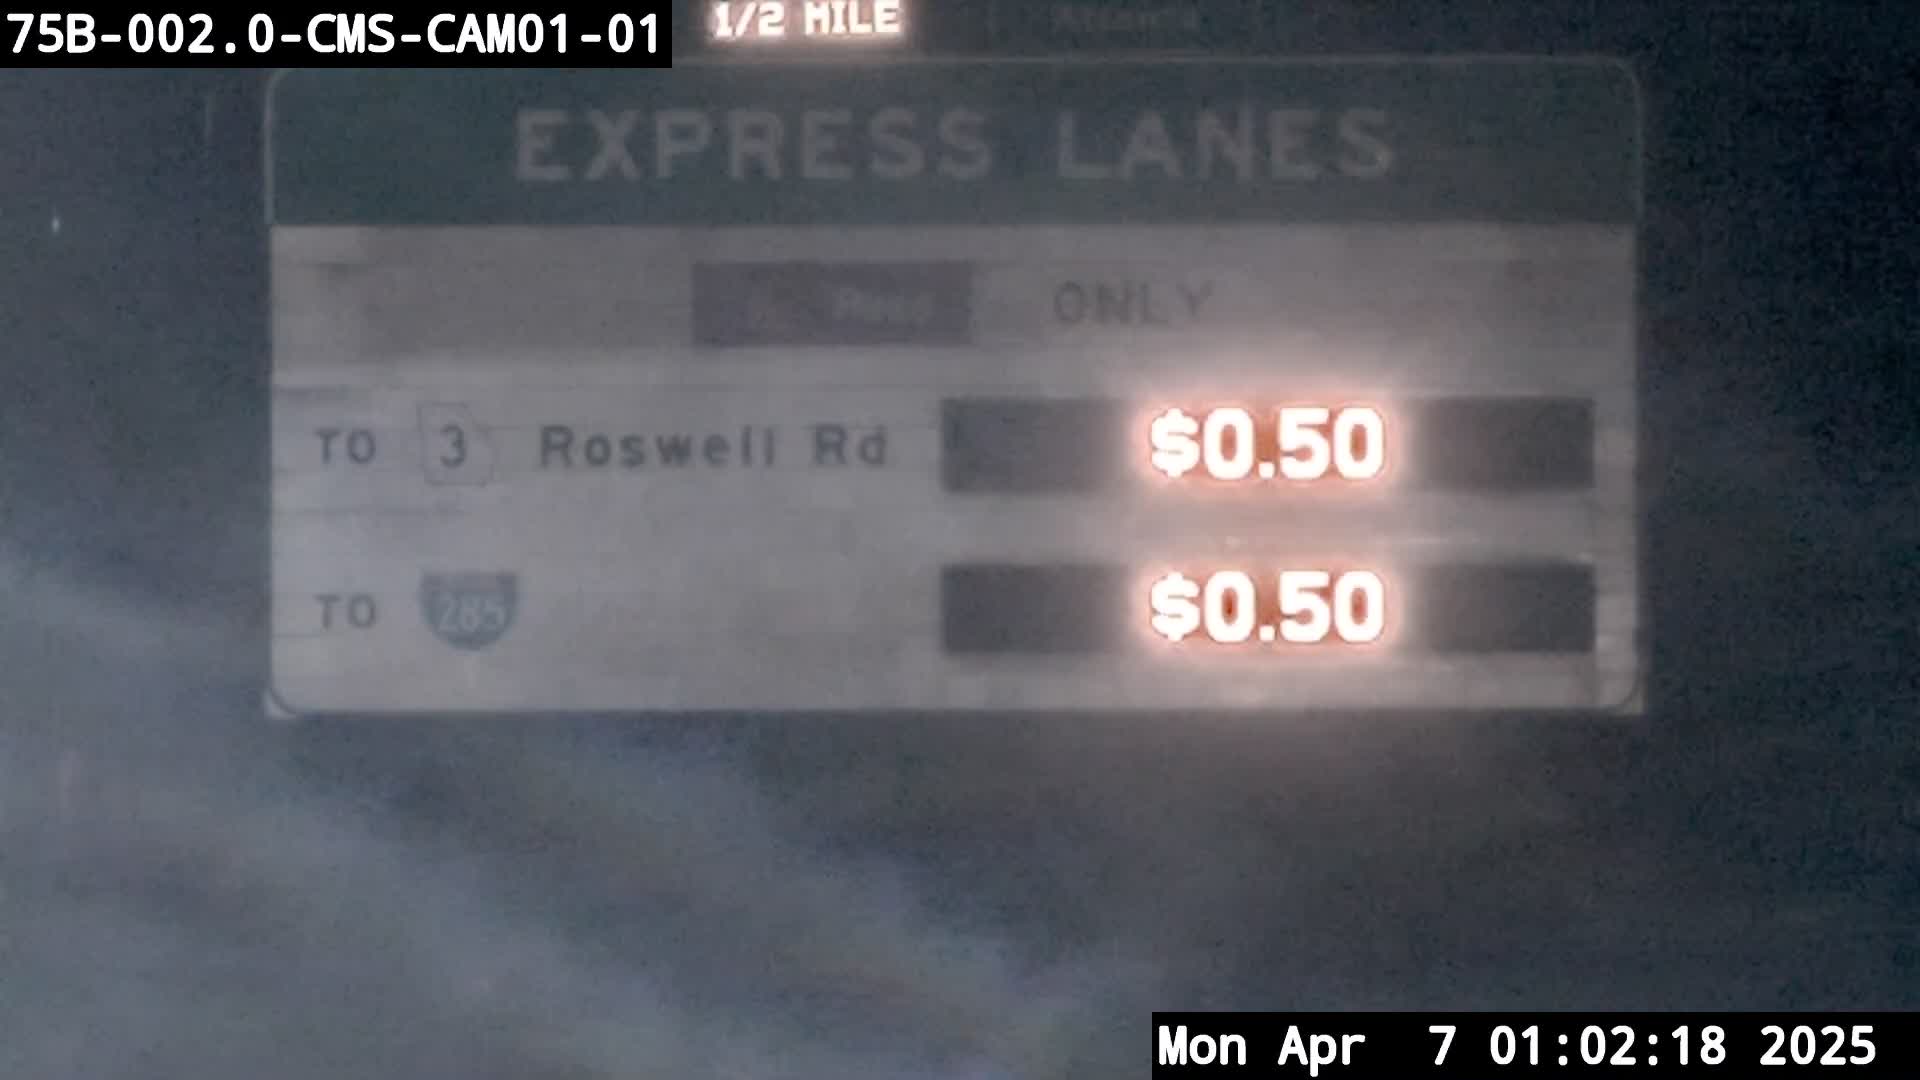 75B-002.0-CMS-CAM01-01
1/2 MILE
EXPRESS LANES
ONLY
TO 3 Roswell Rd $0.50
TO 285 $0.50
Mon Apr 7 01:02:18 2025